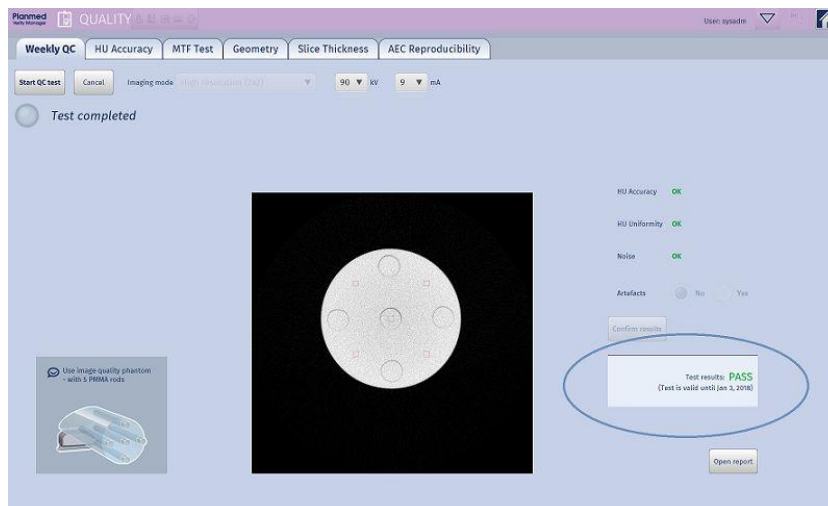 Planmed
Verity Manager
QUALITY
User: sysadm
Weekly QC
HU Accuracy
MTF Test
Geometry
Slice Thickness
AEC Reproducibility
Start QC test
Cancel
Imaging mode
90
kV
9
mA
Test completed
HU Accuracy OK
HU Uniformity OK
Noise OK
Artefacts No Yes
Confirm results
Use image quality phantom
- with 5 PMMA rods
Test results: PASS
(Test is valid until Jan 3, 2018)
Open report